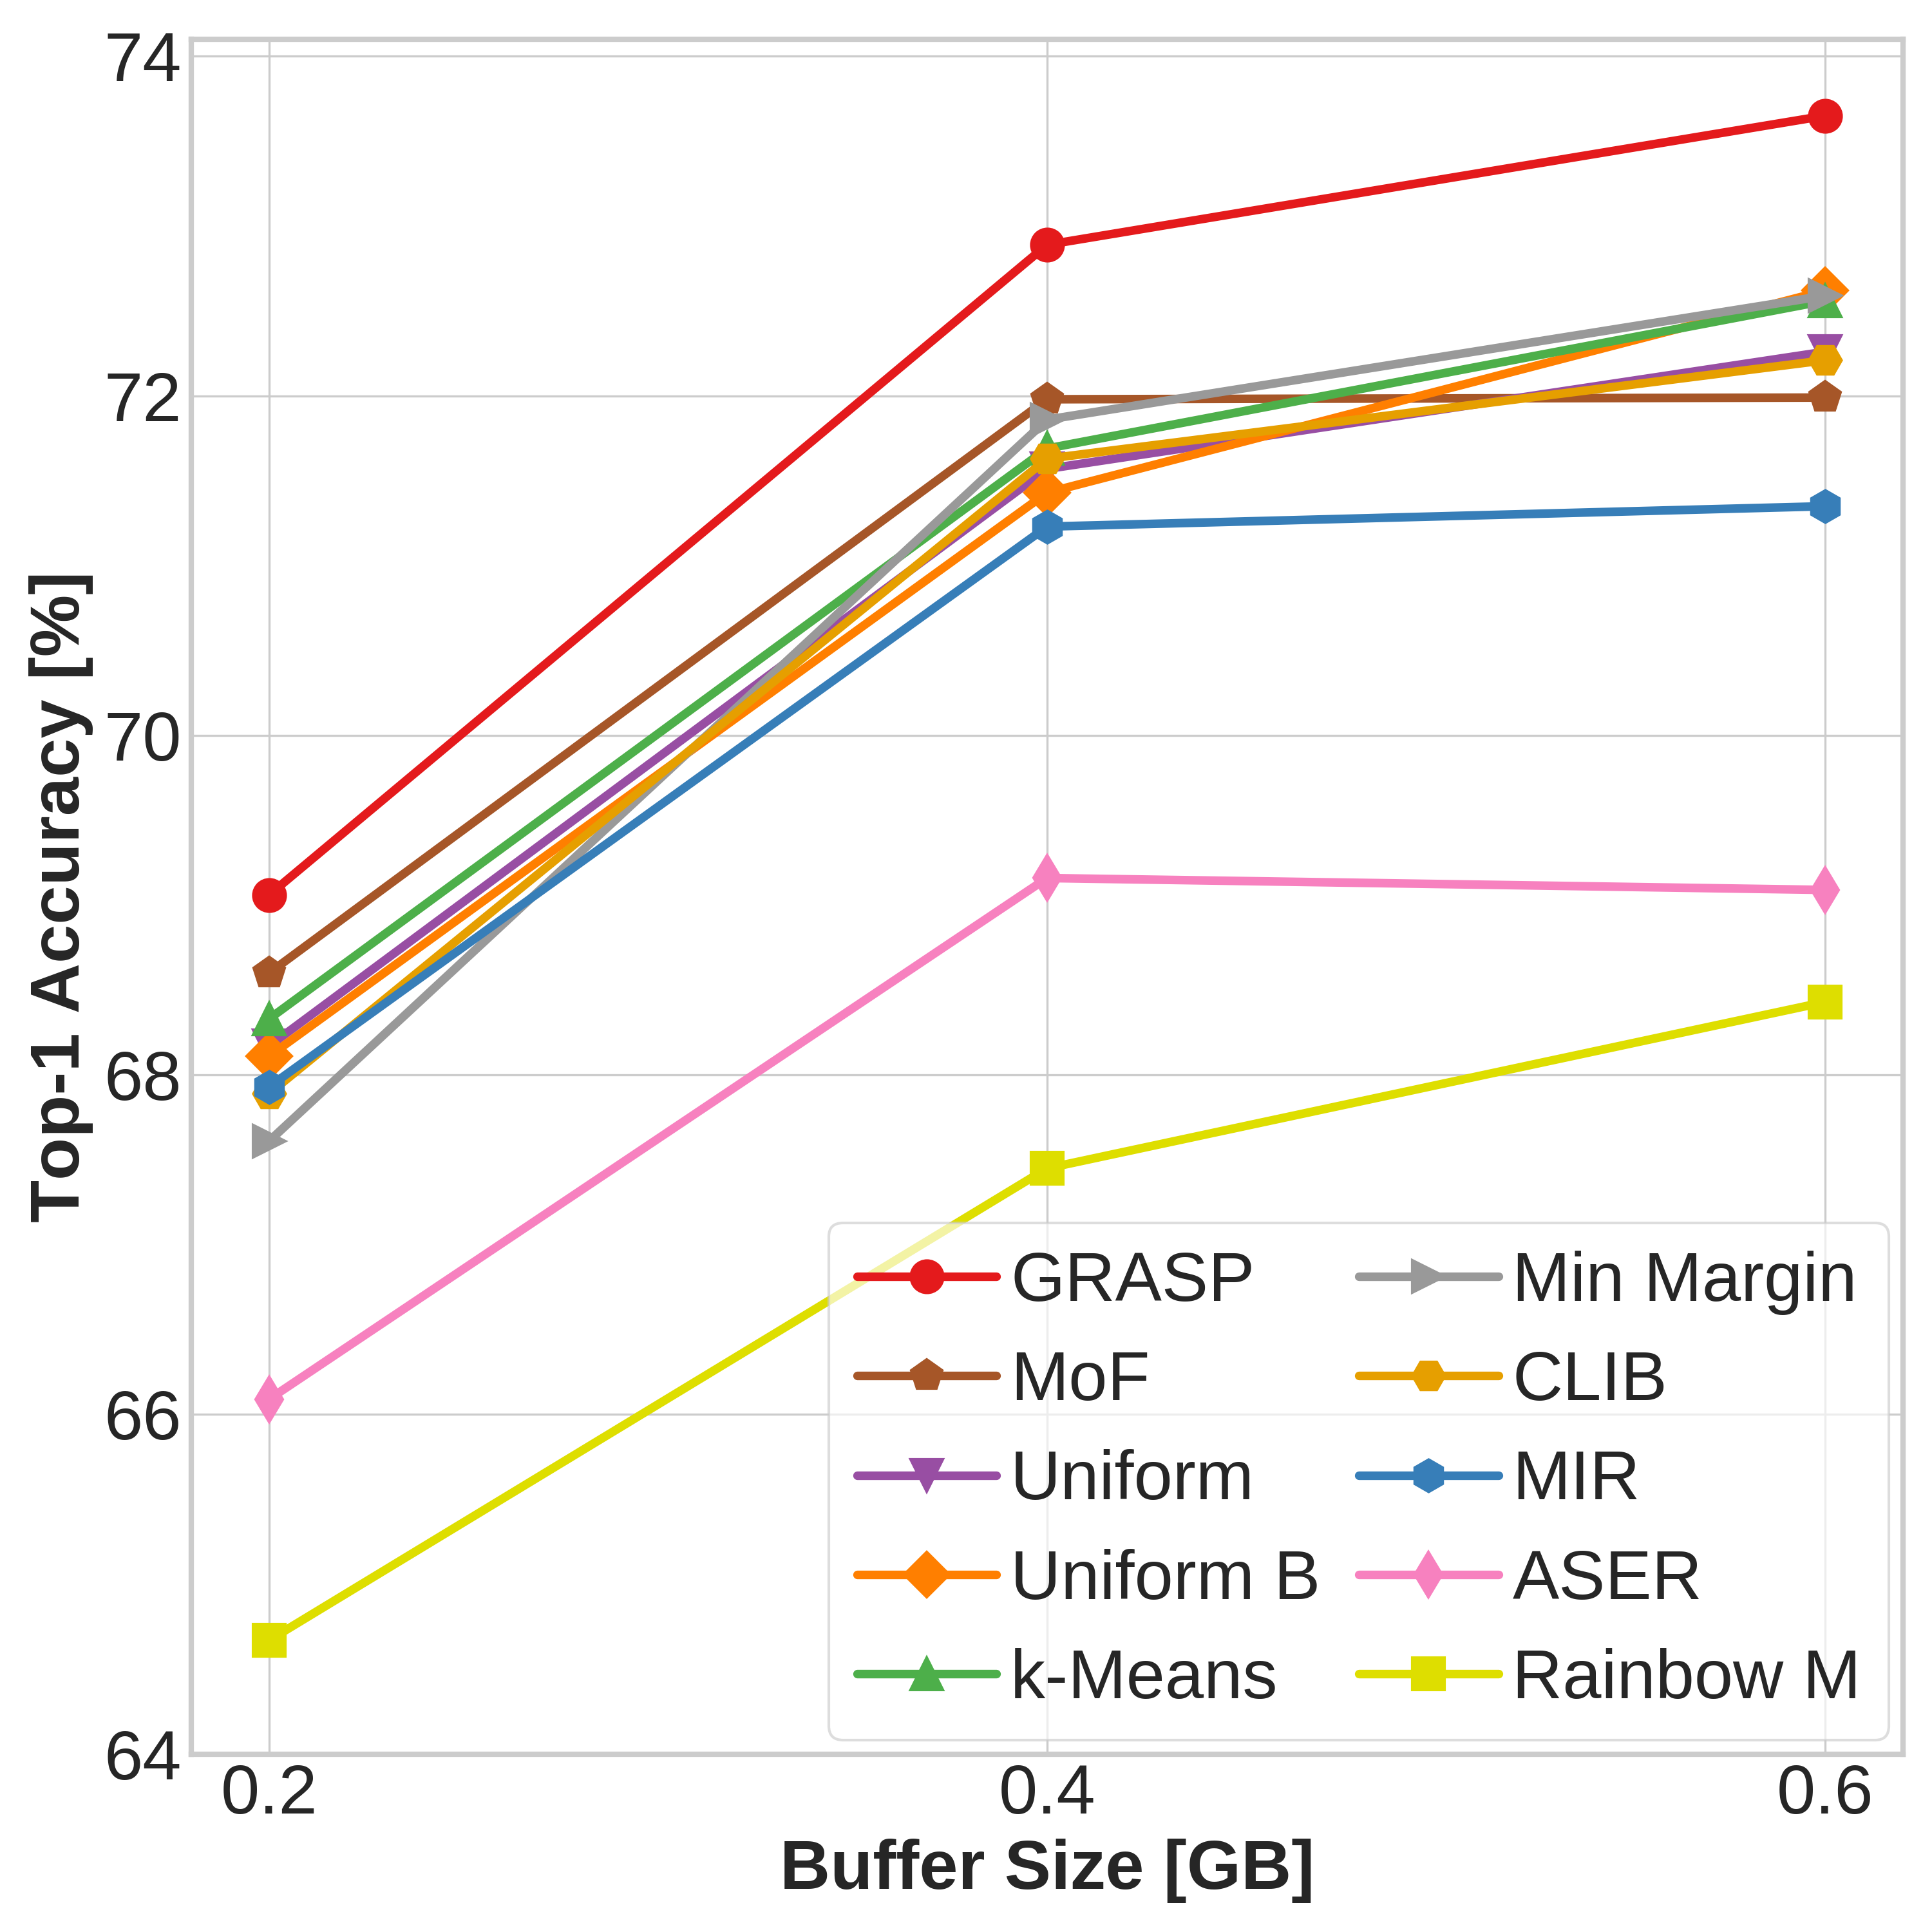 74
72
70
68
66
64
Top-1 Accuracy [%]
GRASP
MoF
Uniform
Uniform B
k-Means
Min Margin
CLIB
MIR
ASER
Rainbow M
0.2 0.4 0.6
Buffer Size [GB]